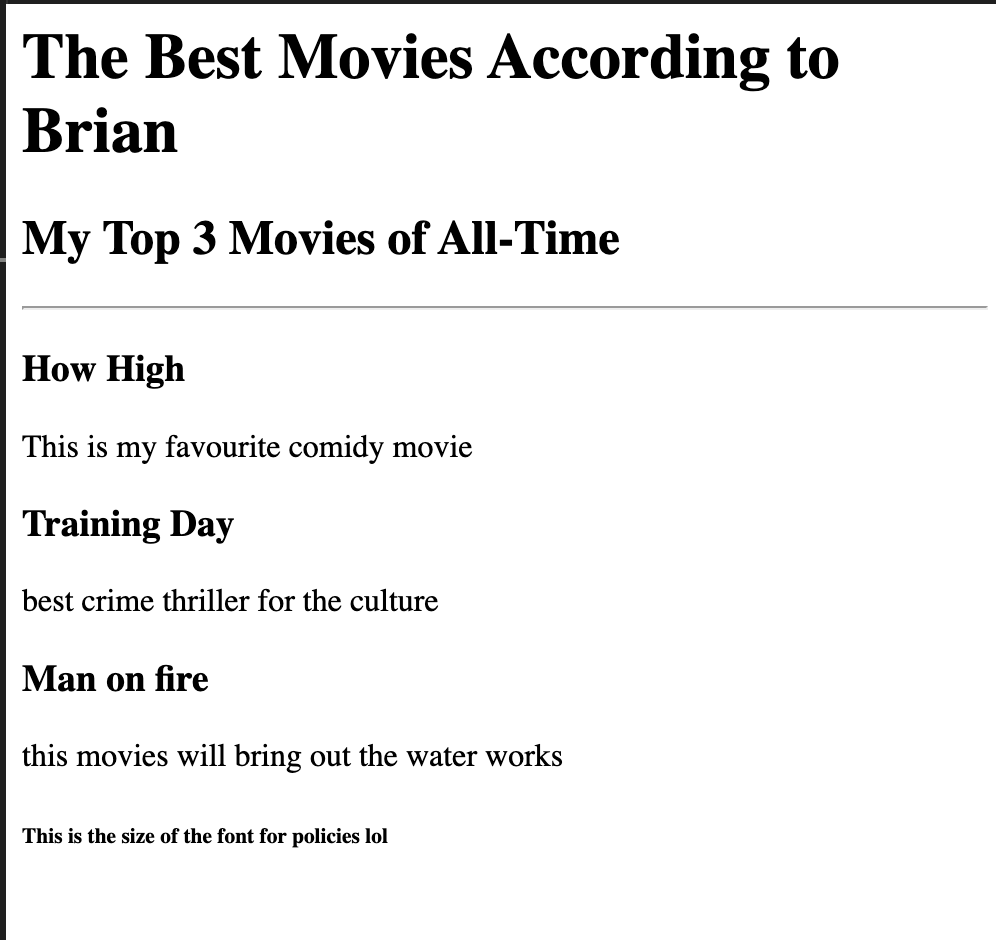 The Best Movies According to
Brian
My Top 3 Movies of All-Time
How High
This is my favourite comidy movie
Training Day
best crime thriller for the culture
Man on fire
this movies will bring out the water works
This is the size of the font for policies lol